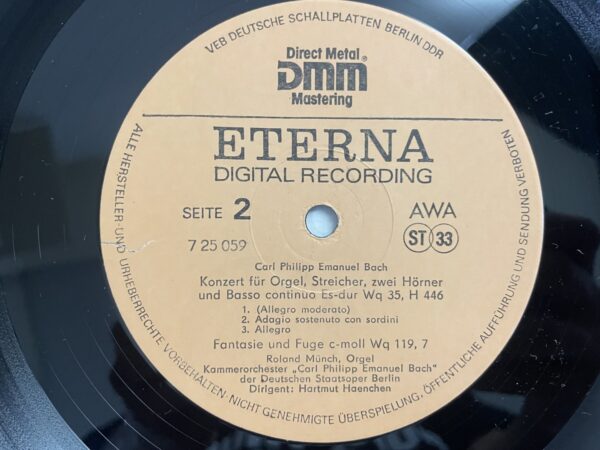 VEB DEUTSCHE SCHALLPLATTEN BERLIN DDR
Direct Metal
DMM®
Mastering
ETERNA
DIGITAL RECORDING
SEITE 2
AWA
7 25 059
ST 33
Carl Philipp Emanuel Bach
Konzert für Orgel, Streicher, zwei Hörner
und Basso continuo Es-dur Wq 35, H 446
1. (Allegro moderato)
2. Adagio sostenuto con sordini
3. Allegro
Fantasie und Fuge c-moll Wq 119, 7
Roland Münch, Orgel
Kammerorchester „Carl Philipp Emanuel Bach"
der Deutschen Staatsoper Berlin
Dirigent: Hartmut Haenchen
ALLE HERSTELLER- UND URHEBERRECHTE VORBEHALTEN · NICHT GENEHMIGTE ÜBERSPIELUNG, ÖFFENTLICHE AUFFÜHRUNG UND SENDUNG VERBOTEN